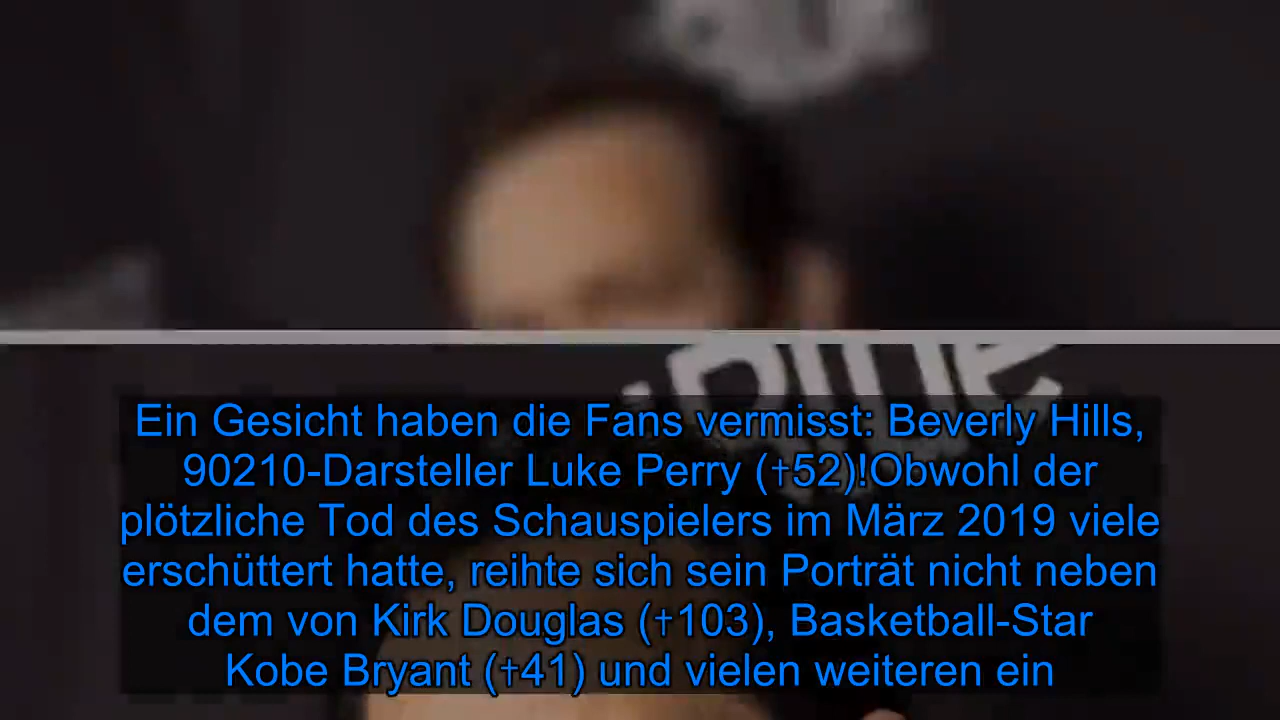 Ein Gesicht haben die Fans vermisst: Beverly Hills,
90210-Darsteller Luke Perry (†52)!Obwohl der
plötzliche Tod des Schauspielers im März 2019 viele
erschüttert hatte, reihte sich sein Porträt nicht neben
dem von Kirk Douglas (†103), Basketball-Star
Kobe Bryant (†41) und vielen weiteren ein